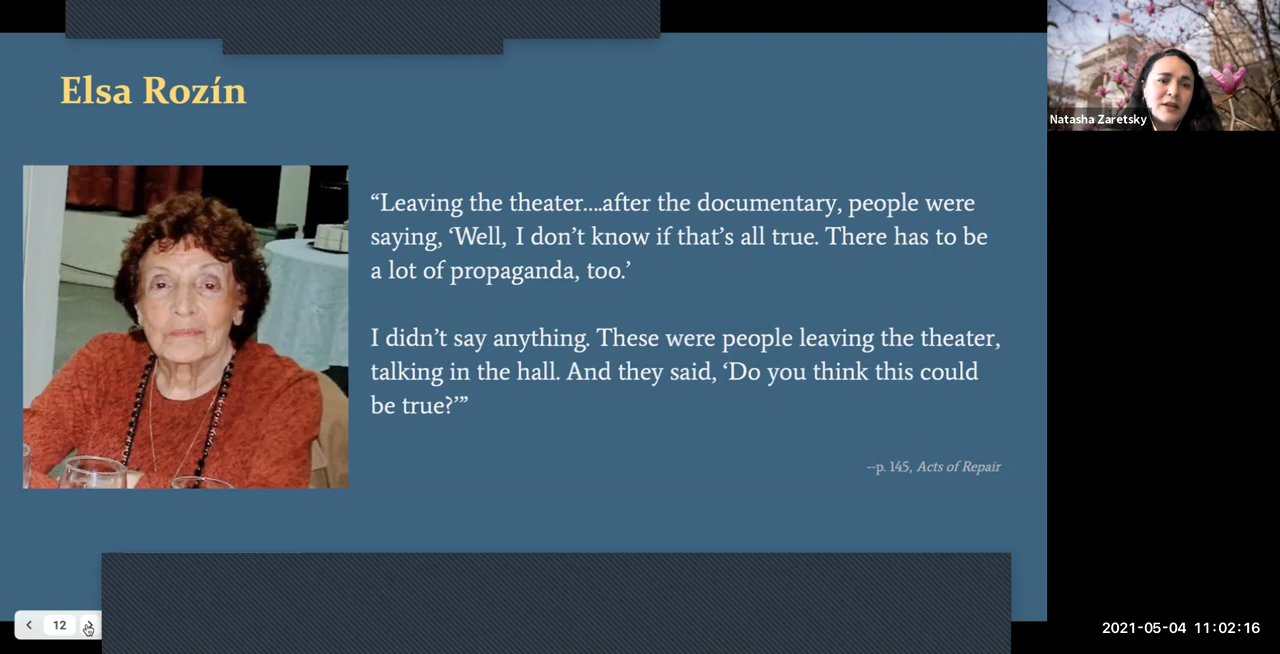 Elsa Rozín
“Leaving the theater....after the documentary, people were
saying, ‘Well, I don’t know if that’s all true. There has to be
a lot of propaganda, too.’
I didn’t say anything. These were people leaving the theater,
talking in the hall. And they said, ‘Do you think this could
be true?’”
--p. 145, Acts of Repair
Natasha Zaretsky
12
2021-05-04 11:02:16